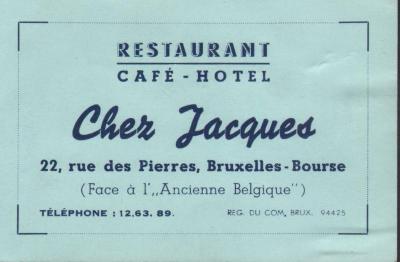 RESTAURANT
CAFÉ - HOTEL
Chez Jacques
22, rue des Pierres, Bruxelles-Bourse
(Face à l',,Ancienne Belgique'')
TÉLÉPHONE : 12.63. 89. REG. DU COM, BRUX. 94425